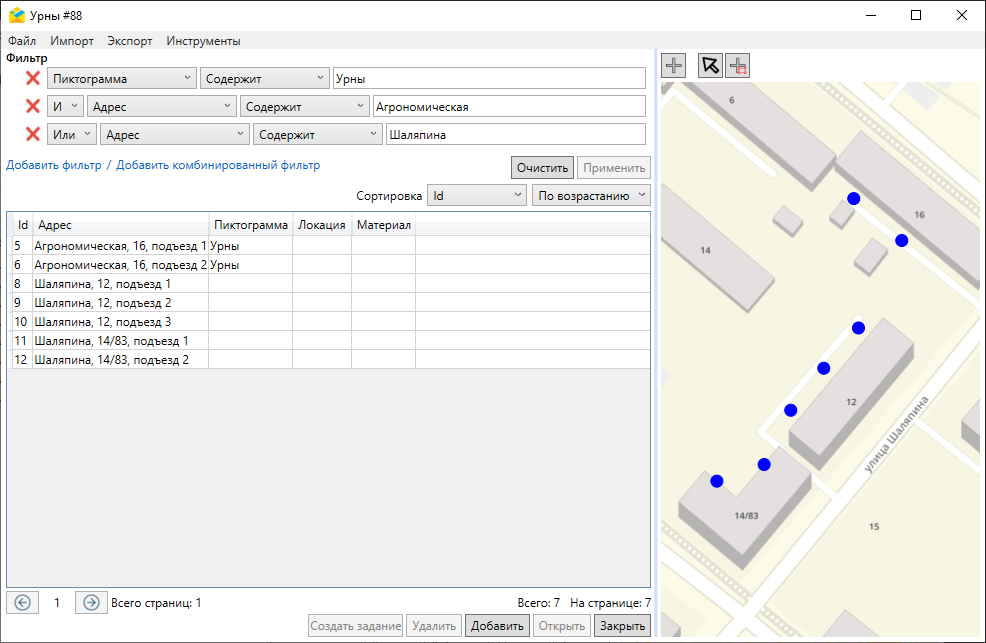 Урны #88
Файл Импорт Экспорт Инструменты
Фильтр
Пиктограмма Содержит Урны
И Адрес Содержит Агрономическая
Или Адрес Содержит Шаляпина
Добавить фильтр / Добавить комбинированный фильтр
Очистить Применить
Сортировка Id По возрастанию
Id Адрес Пиктограмма Локация Материал
5 Агрономическая, 16, подъезд 1 Урны
6 Агрономическая, 16, подъезд 2 Урны
8 Шаляпина, 12, подъезд 1
9 Шаляпина, 12, подъезд 2
10 Шаляпина, 12, подъезд 3
11 Шаляпина, 14/83, подъезд 1
12 Шаляпина, 14/83, подъезд 2
1 Всего страниц: 1 Всего: 7 На странице: 7
Создать задание Удалить Добавить Открыть Закрыть
6
16
14
12
улица Шаляпина
14/83
15